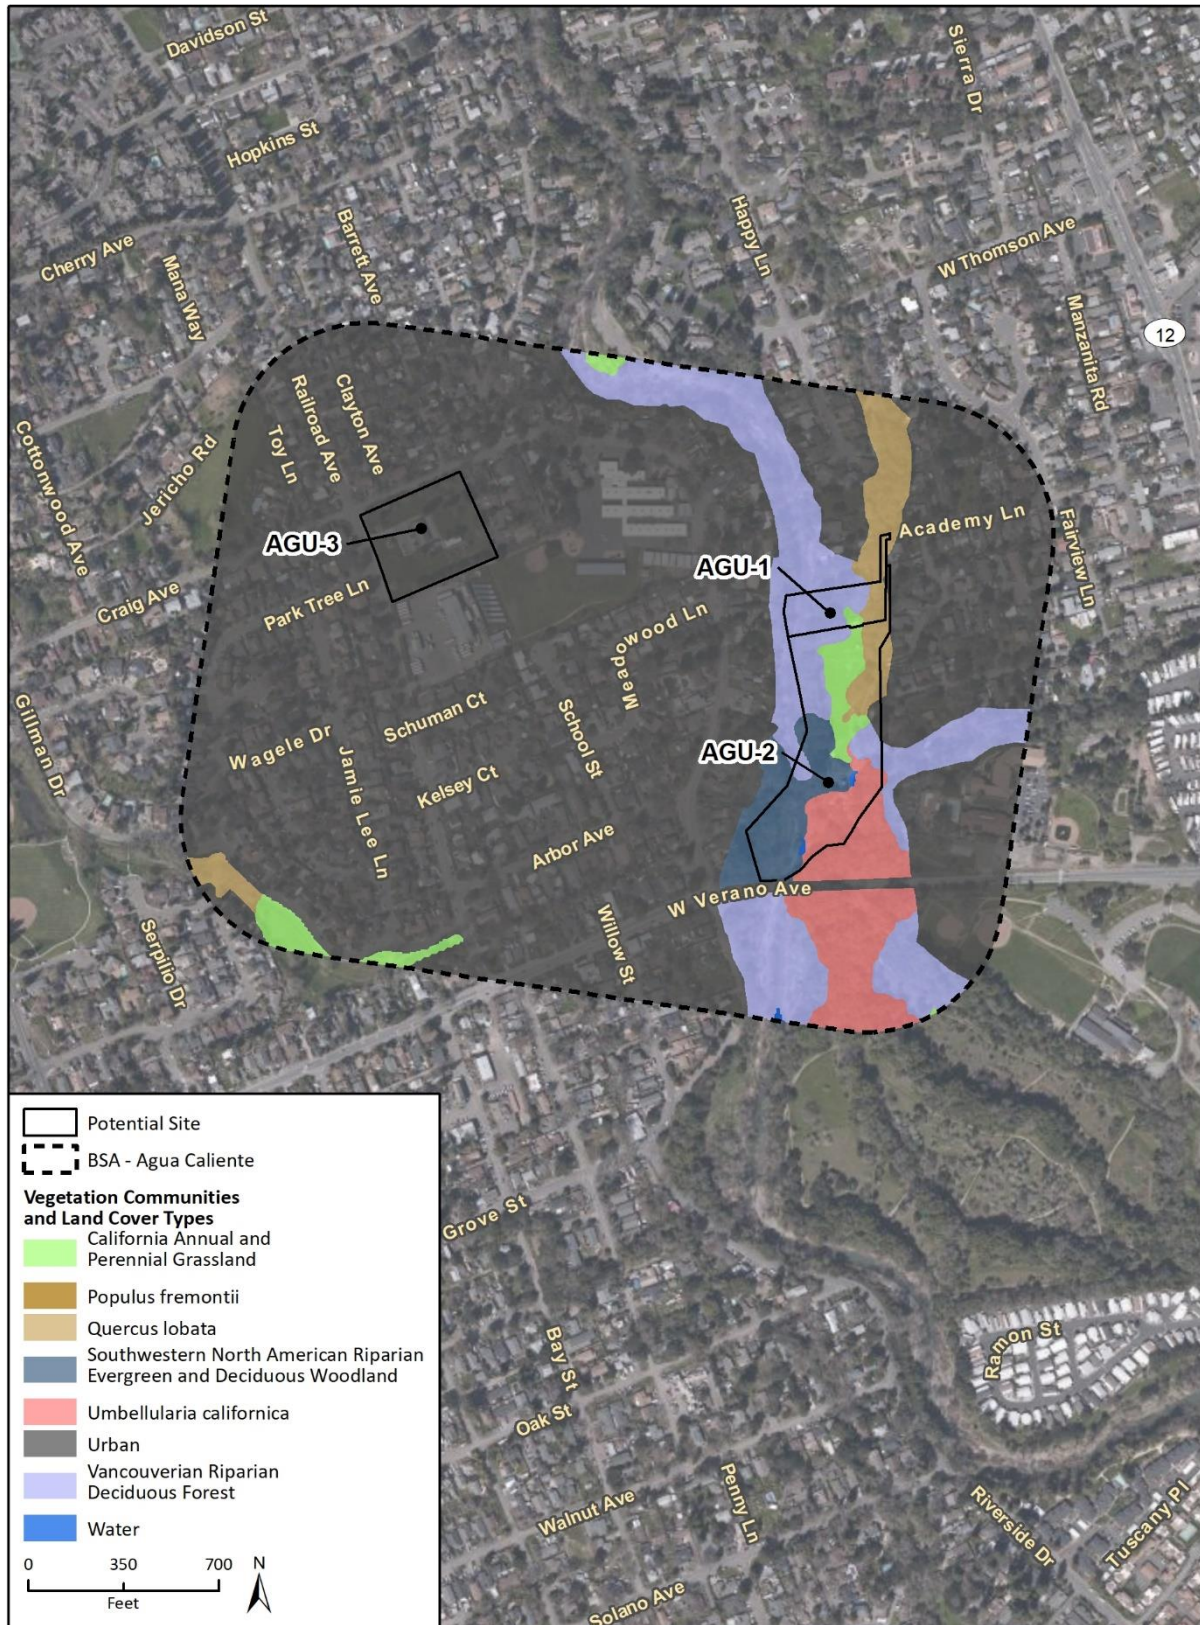 Davidson St
Sierra Dr
Hopkins St
Happy Ln
Barrett Ave
W Thomson Ave
Cherry Ave
Mana Way
Manzanita Rd
12
Clayton Ave
Railroad Ave
Toy Ln
Cottonwood Ave
Jericho Rd
Academy Ln
Fairview Ln
AGU-3
AGU-1
Craig Ave
Park Tree Ln
Meadowood Ln
Gillman Dr
Schuman Ct
School St
Wagele Dr
AGU-2
Jamie Lee Ln
Kelsey Ct
Arbor Ave
W Verano Ave
Serpilio Dr
Willow St
Potential Site
BSA - Agua Caliente
Vegetation Communities
and Land Cover Types
California Annual and
Perennial Grassland
Populus fremontii
Quercus lobata
Southwestern North American Riparian
Evergreen and Deciduous Woodland
Umbellularia californica
Urban
Vancouverian Riparian
Deciduous Forest
Water
0 350 700 N
Feet
Grove St
Bay St
Ramon St
Oak St
Penny Ln
Walnut Ave
Riverside Dr
Tuscany Pl
Solano Ave